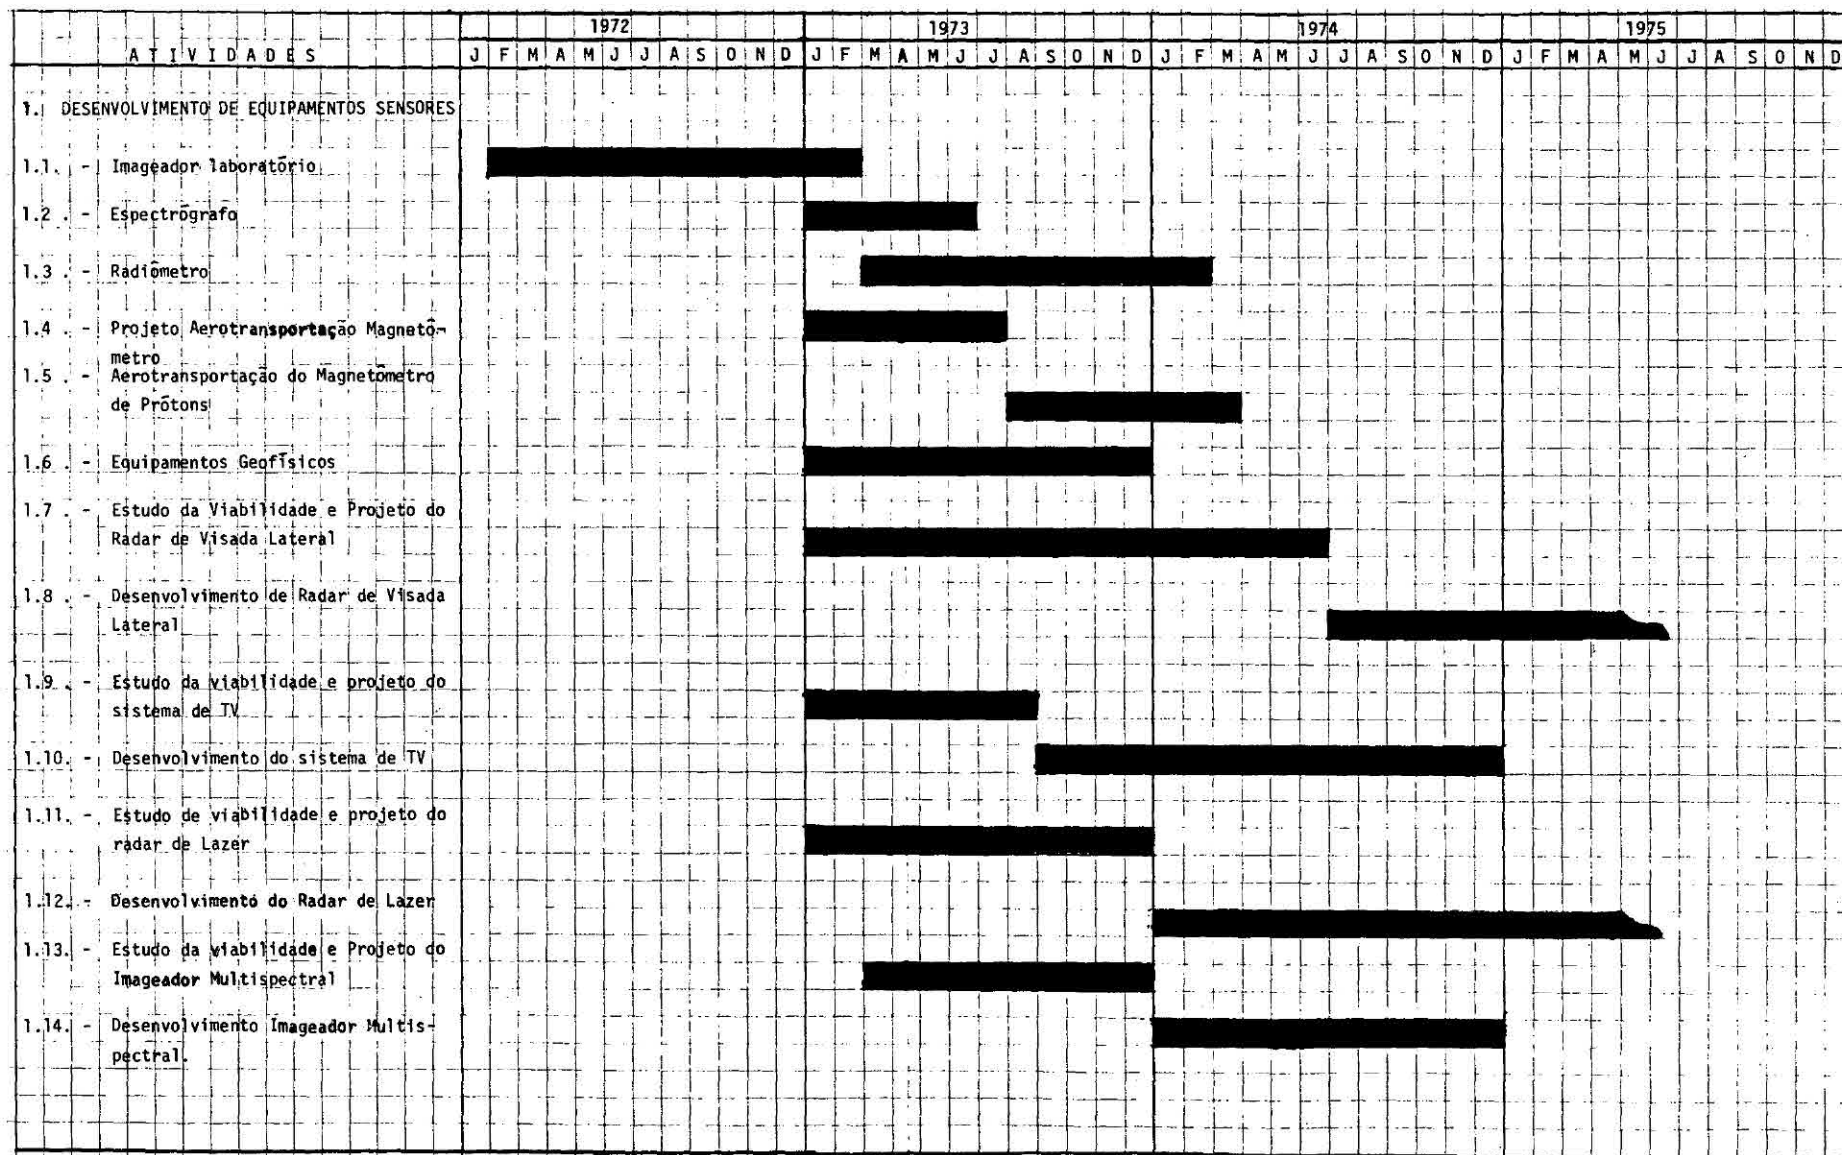 1972 1973 1974 1975
ATIVIDADES J F M A M J J A S O N D J F M A M J J A S O N D J F M A M J J A S O N D J F M A M J J A S O N D
1. DESENVOLVIMENTO DE EQUIPAMENTOS SENSORES
1.1. - Imageador laboratório
1.2 . - Espectrógrafo
1.3 . - Radiômetro
1.4 . - Projeto Aerotransportação Magnetô-
metro
1.5 . - Aerotransportação do Magnetômetro
de Prótons
1.6 . - Equipamentos Geofísicos
1.7 . - Estudo da Viabilidade e Projeto do
Radar de Visada Lateral
1.8 . - Desenvolvimento de Radar de Visada
Lateral
1.9 . - Estudo da viabilidade e projeto do
sistema de TV
1.10. - Desenvolvimento do sistema de TV
1.11. - Estudo de viabilidade e projeto do
radar de Lazer
1.12. - Desenvolvimento do Radar de Lazer
1.13. - Estudo da viabilidade e Projeto do
Imageador Multispectral
1.14. - Desenvolvimento Imageador Multis-
pectral.